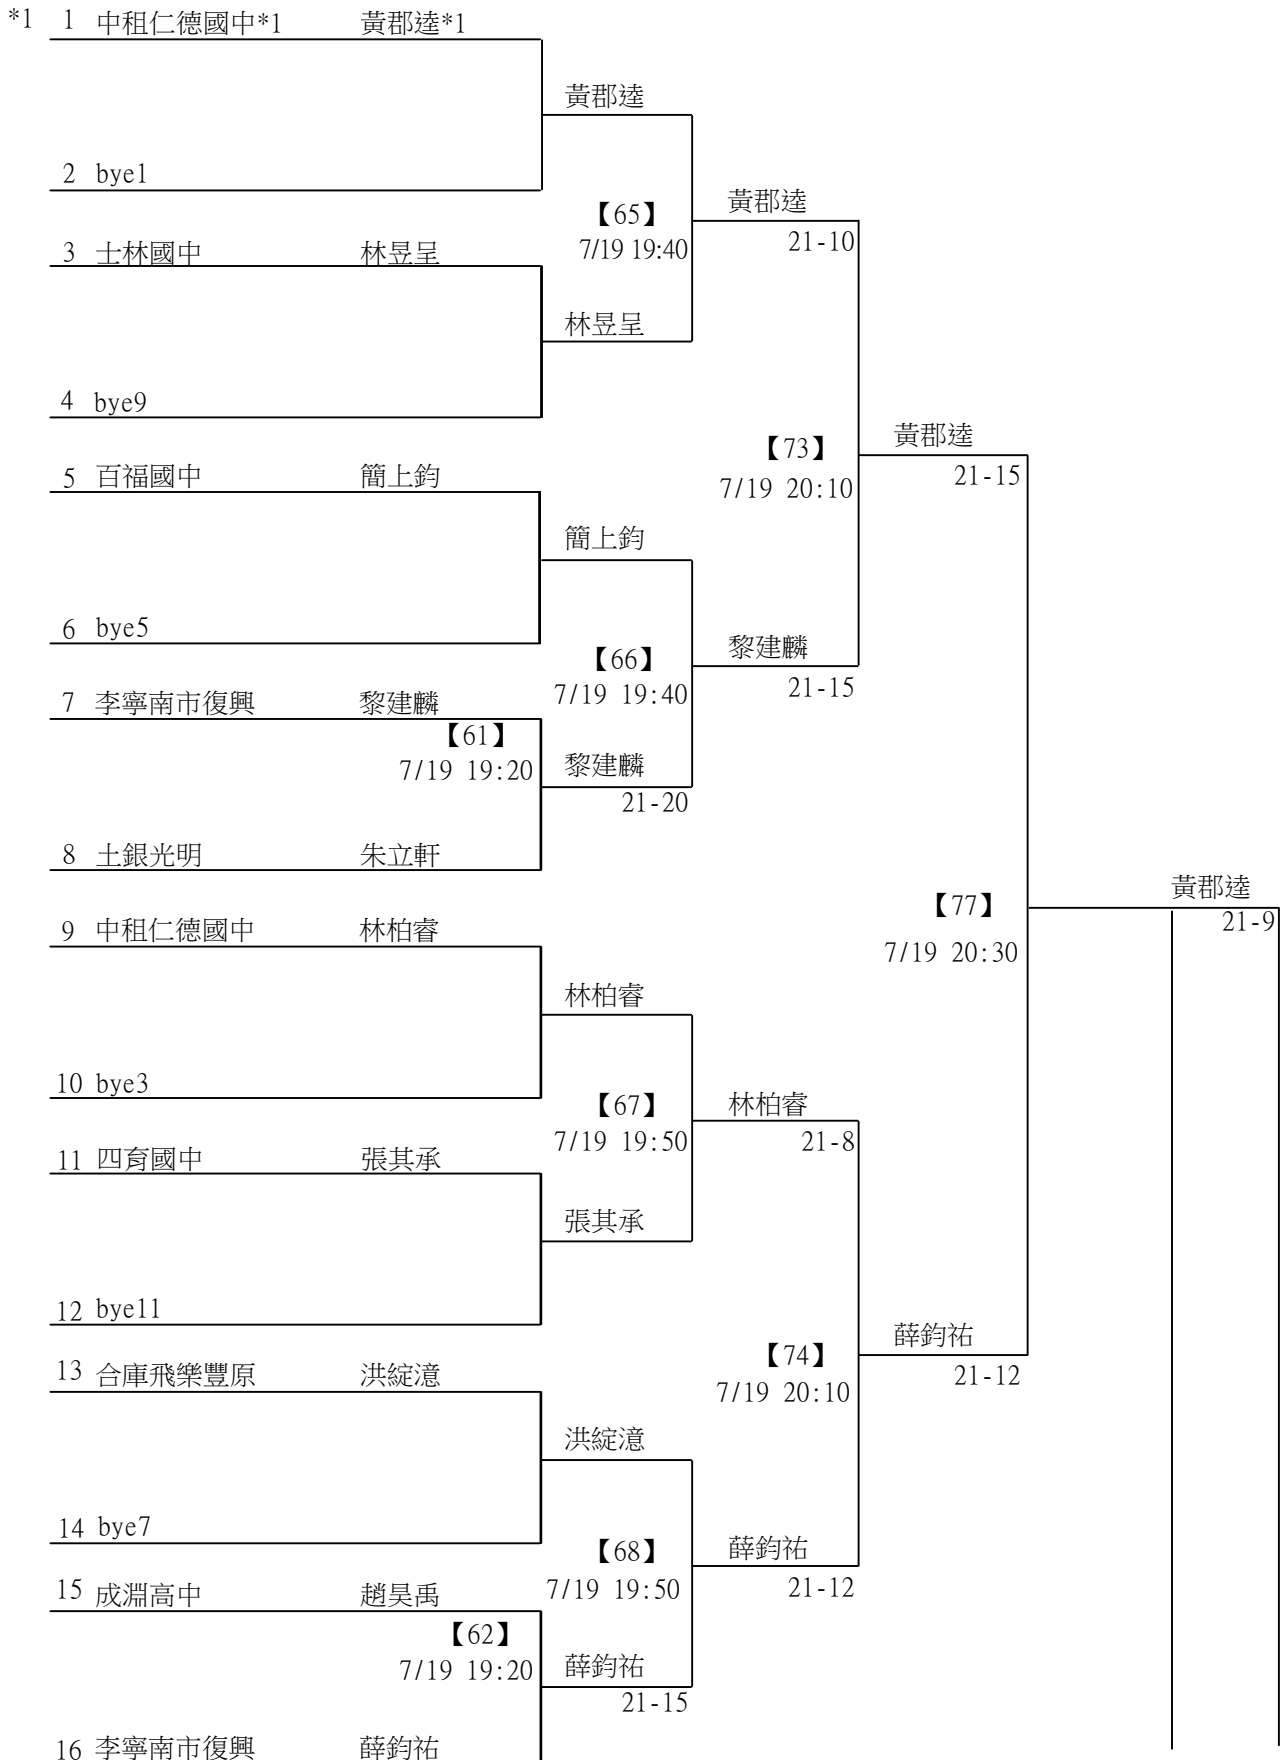 *1 1 中租仁德國中*1 黃郡逵*1
黃郡逵
2 bye1
【65】 黃郡逵
3 士林國中 林昱呈 7/19 19:40 21-10
林昱呈
4 bye9
【73】 黃郡逵
5 百福國中 簡上鈞 7/19 20:10 21-15
簡上鈞
6 bye5
【66】 黎建麟
7 李寧南市復興 黎建麟 7/19 19:40 21-15
【61】
7/19 19:20 黎建麟
21-20
8 土銀光明 朱立軒
【77】 黃郡逵
9 中租仁德國中 林柏睿 7/19 20:30 21-9
林柏睿
10 bye3
【67】 林柏睿
7/19 19:50 21-8
11 四育國中 張其承
張其承
12 bye11
【74】 薛鈞祐
13 合庫飛樂豐原 洪綻澺 7/19 20:10 21-12
洪綻澺
14 bye7
【68】 薛鈞祐
15 成淵高中 趙昊禹 7/19 19:50 21-12
【62】
7/19 19:20 薛鈞祐
21-15
16 李寧南市復興 薛鈞祐